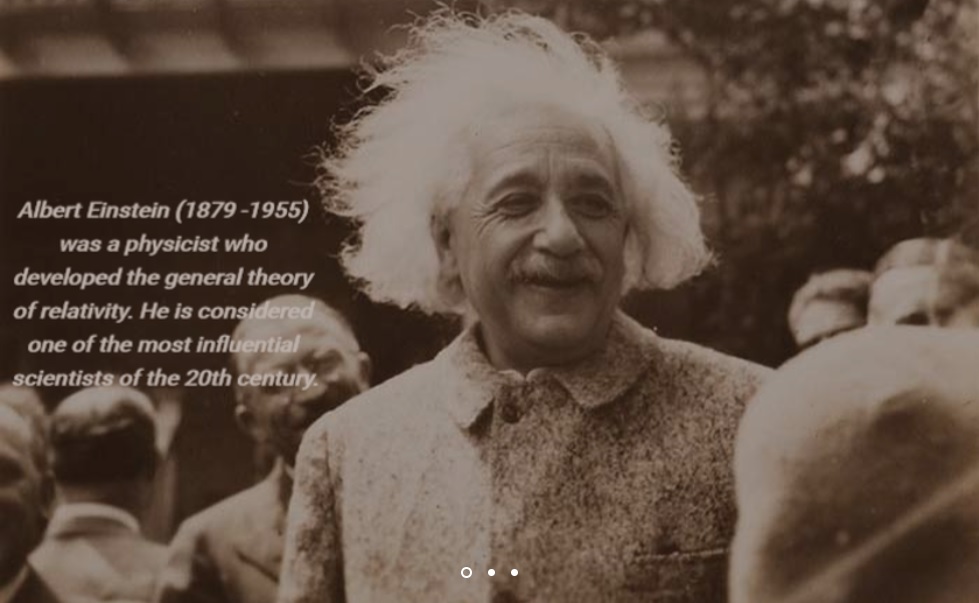 Albert Einstein (1879 -1955)
was a physicist who
developed the general theory
of relativity. He is considered
one of the most influential
scientists of the 20th century.